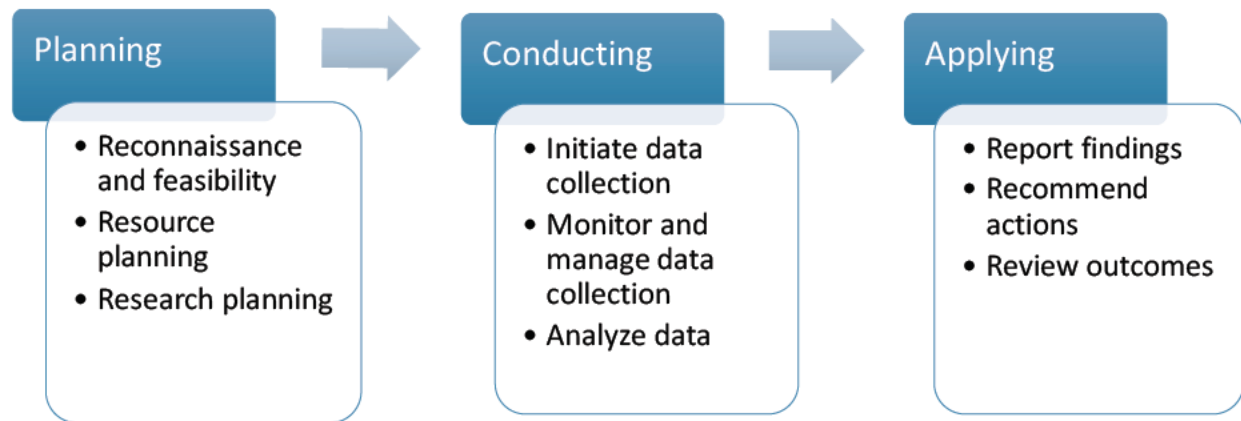 Planning
• Reconnaissance
and feasibility
• Resource
planning
• Research planning
Conducting
• Initiate data
collection
• Monitor and
manage data
collection
• Analyze data
Applying
• Report findings
• Recommend
actions
• Review outcomes